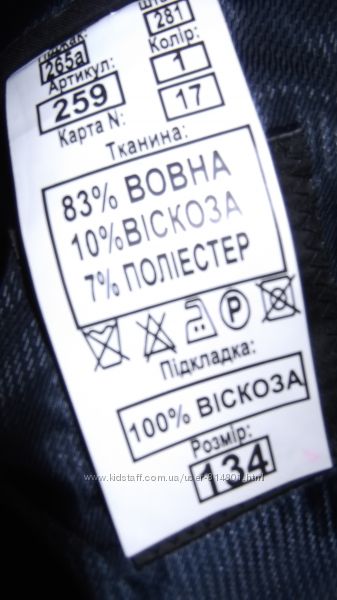 265а 281
Артикул: Колір:
259 1
Карта N: 17
Тканина:
83% ВОВНА
10% ВІСКОЗА
7% ПОЛІЕСТЕР
P
Підкладка:
100% ВІСКОЗА
Розмір:
134